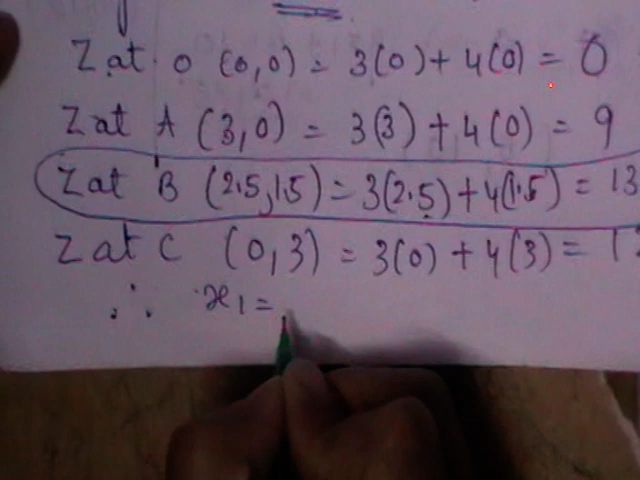 Z at O (0,0) = 3(0) + 4(0) = 0
Z at A (3,0) = 3(3) + 4(0) = 9
Z at B (2.5,1.5) = 3(2.5) + 4(1.5) = 13
Z at C (0,3) = 3(0) + 4(3) = 1
∴ x1 =